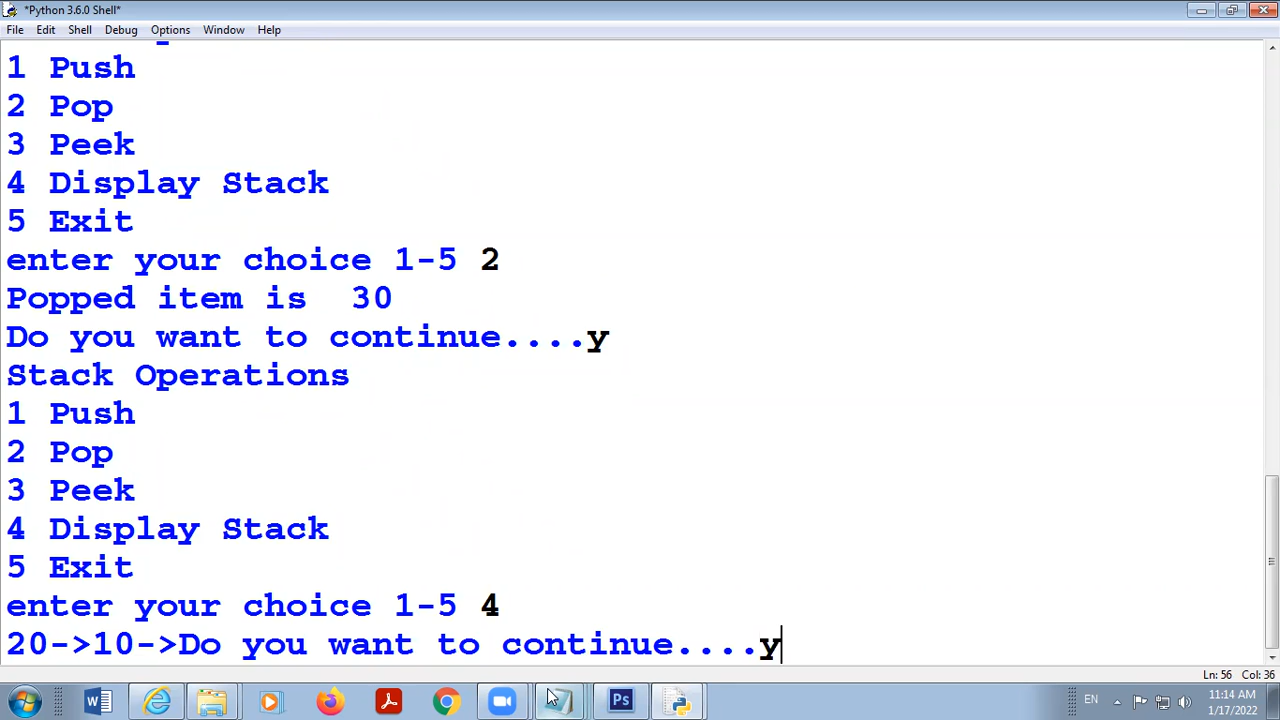 *Python 3.6.0 Shell*
File Edit Shell Debug Options Window Help
1 Push
2 Pop
3 Peek
4 Display Stack
5 Exit
enter your choice 1-5 2
Popped item is  30
Do you want to continue....y
Stack Operations
1 Push
2 Pop
3 Peek
4 Display Stack
5 Exit
enter your choice 1-5 4
20->10->Do you want to continue....y
Ln: 56 Col: 36
EN
11:14 AM
1/17/2022